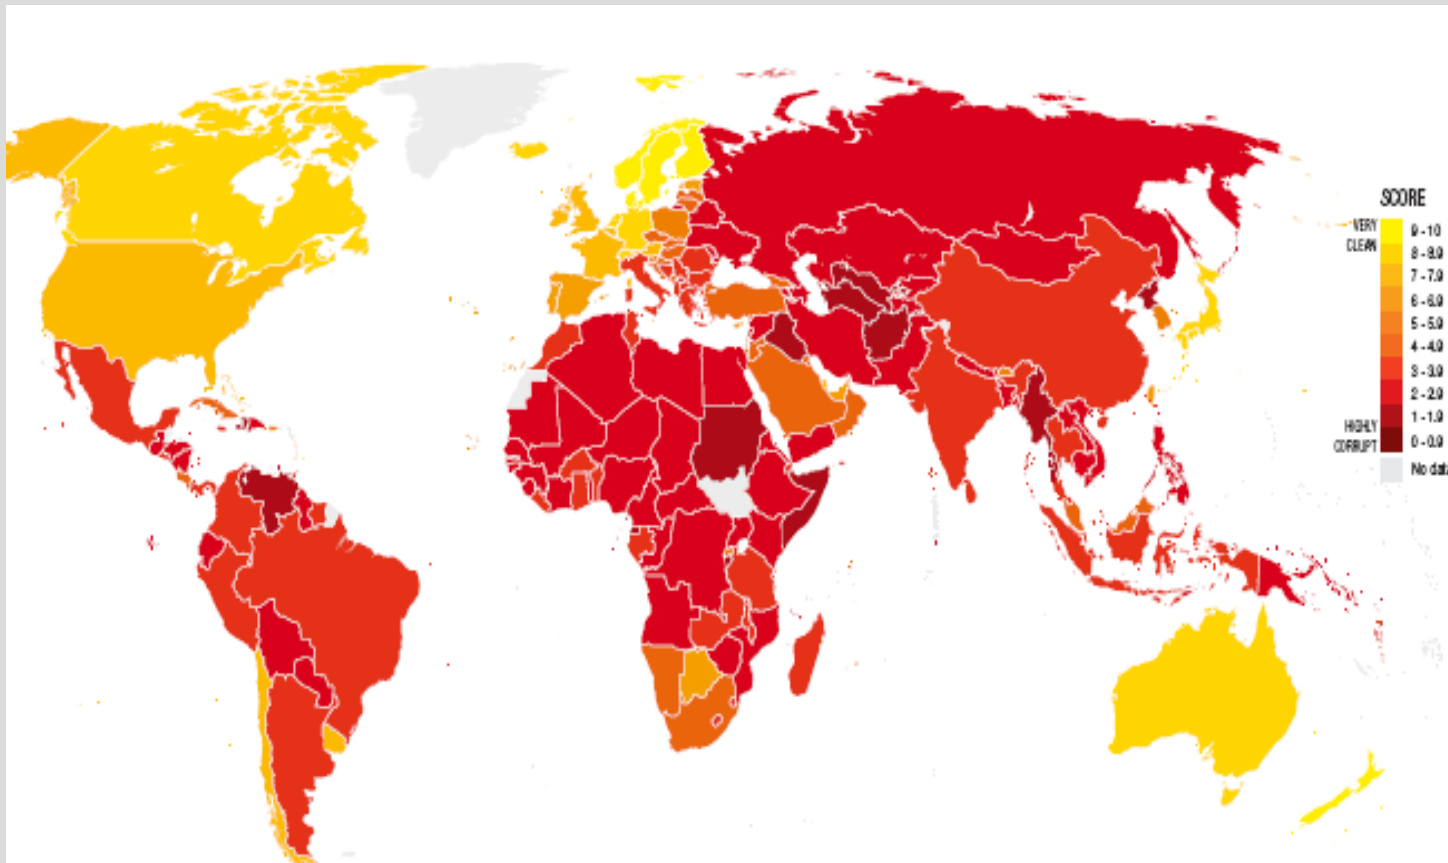 SCORE
VERY
CLEAN
9 - 10
8 - 8.9
7 - 7.9
6 - 6.9
5 - 5.9
4 - 4.9
3 - 3.9
2 - 2.9
1 - 1.9
HIGHLY
CORRUPT
0 - 0.9
No data